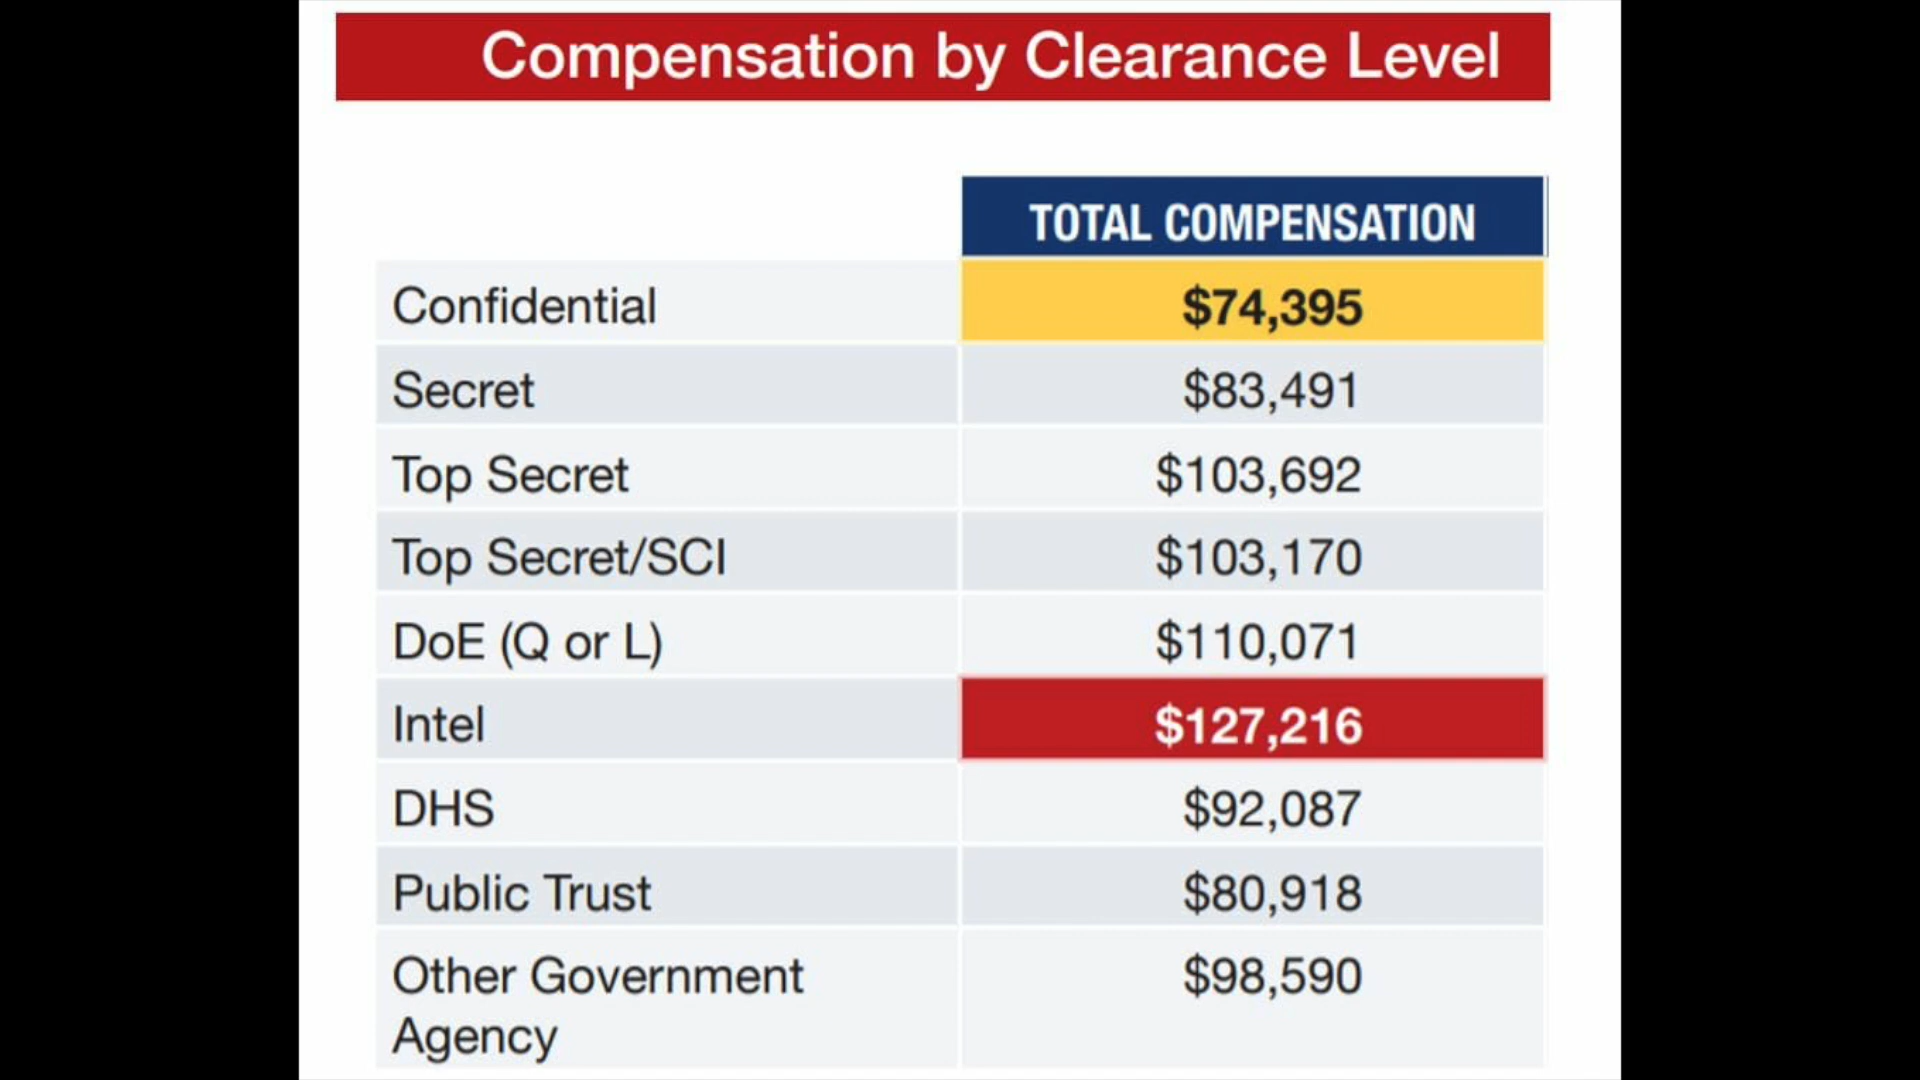 Compensation by Clearance Level
TOTAL COMPENSATION
Confidential $74,395
Secret $83,491
Top Secret $103,692
Top Secret/SCI $103,170
DoE (Q or L) $110,071
Intel $127,216
DHS $92,087
Public Trust $80,918
Other Government $98,590
Agency